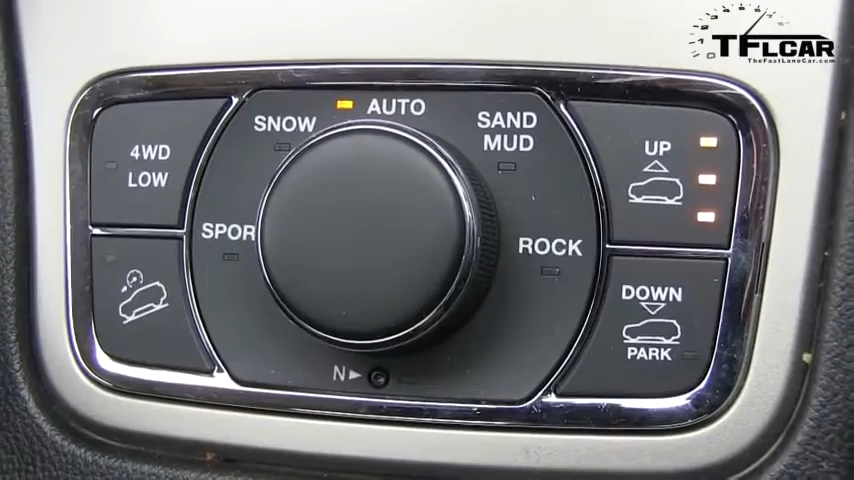 TFLCAR
TheFastLaneCar.com
AUTO
SNOW
SAND
MUD
4WD
LOW
UP
SPOR
ROCK
DOWN
PARK
N